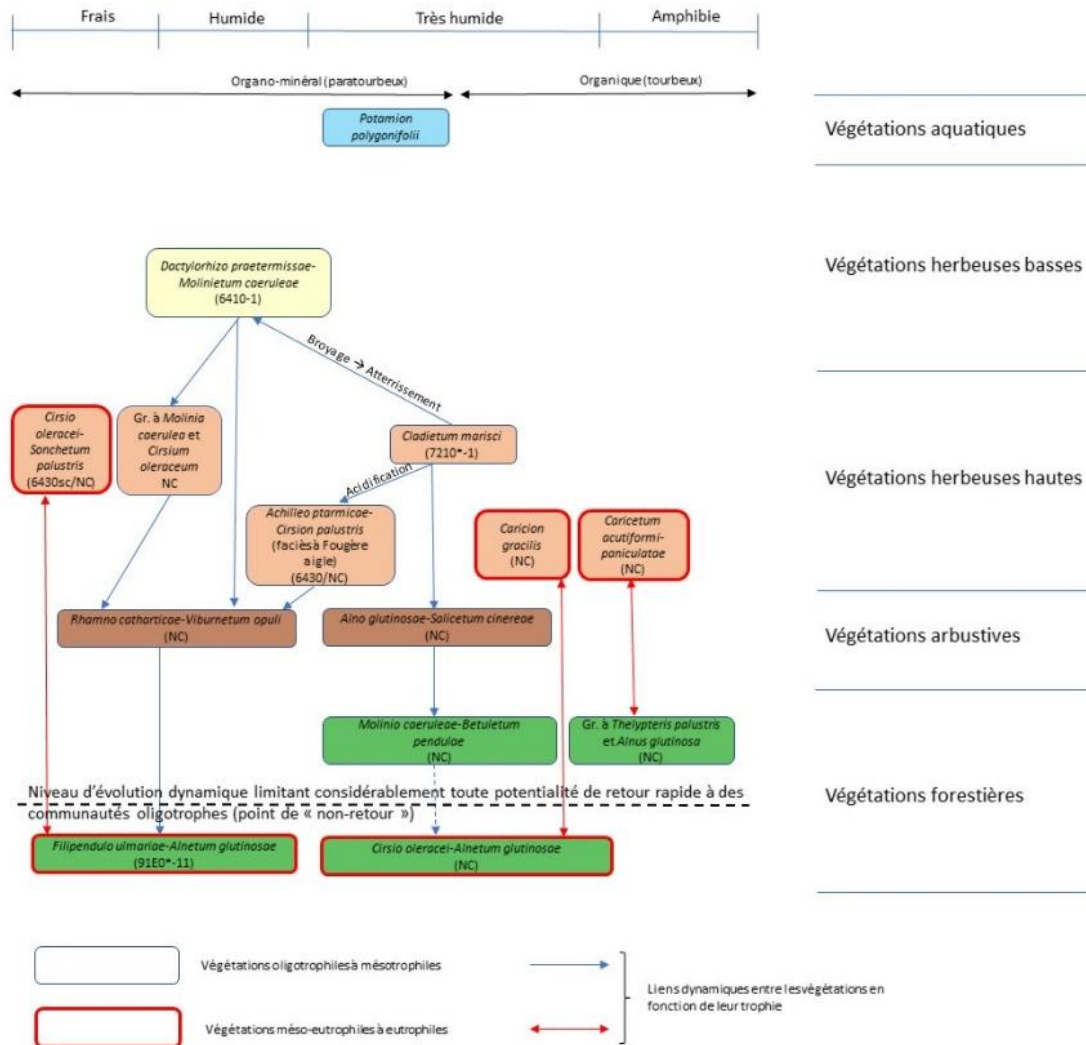 Frais
Humide
Très humide
Amphibie
Organo-minéral (paratourbeux)
Organique (tourbeux)
Potamion
polygonifolii
Végétations aquatiques
Dactylorhizo praetermissae-
Molinietum caeruleae
(6410-1)
Végétations herbeuses basses
Broyage → Atterrissement
Cirsio
oleracei-
Sonchetum
palustris
(6430sc/NC)
Gr. à Molinia
caerulea et
Cirsium
oleraceum
NC
Cladietum marisci
(7210*-1)
Végétations herbeuses hautes
Acidification
Achilleo ptarmicae-
Cirsion palustris
(faciès à Fougère
aigle)
(6430/NC)
Caricion
gracilis
(NC)
Caricetum
acutiformi-
paniculatae
(NC)
Rhamno catharticae-Viburnetum opuli
(NC)
Alno glutinosae-Salicetum cinereae
(NC)
Végétations arbustives
Molinio caeruleae-Betuletum
pendulae
(NC)
Gr. à Thelypteris palustris
et Alnus glutinosa
(NC)
Niveau d'évolution dynamique limitant considérablement toute potentialité de retour rapide à des
communautés oligotrophes (point de « non-retour »)
Végétations forestières
Filipendulo ulmariae-Alnetum glutinosae
(91E0*-11)
Cirsio oleracei-Alnetum glutinosae
(NC)
Végétations oligotrophiles à mésotrophiles
Végétations méso-eutrophiles à eutrophiles
Liens dynamiques entre les végétations en
fonction de leur trophie